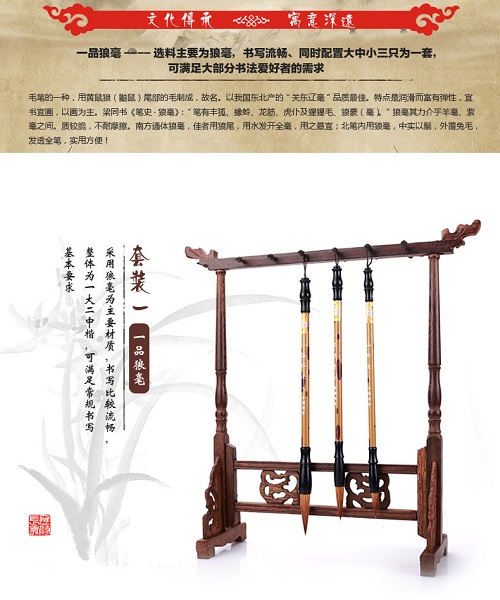 文化传承 寓意深远
一品狼毫 —— 选料主要为狼毫，书写流畅、同时配置大中小三只为一套，
可满足大部分书法爱好者的需求
毛笔的一种，用黄鼠狼（鼬鼠）尾部的毛制成，故名。以我国东北产的“关东辽毫”品质最佳。特点是润滑而富有弹性，宜
书宜画，以画为主。梁同书《笔史·狼毫》：“笔有丰狐、蟓蛉、龙筋、虎仆及猩猩毛、狼豪（毫）。”狼毫其力介乎羊毫、紫
毫之间。质较脆，不耐摩擦。南方通体狼毫，佳者用狼尾，用水发开全毫，用之最宜；北笔内用狼毫，中实以鬃，外覆兔毛，
发透全笔，实用方便！
套装一
一品狼毫
采用狼毫为主要材质，书写比较流畅，
整体为一大二中楷，可满足常规书写
基本要求